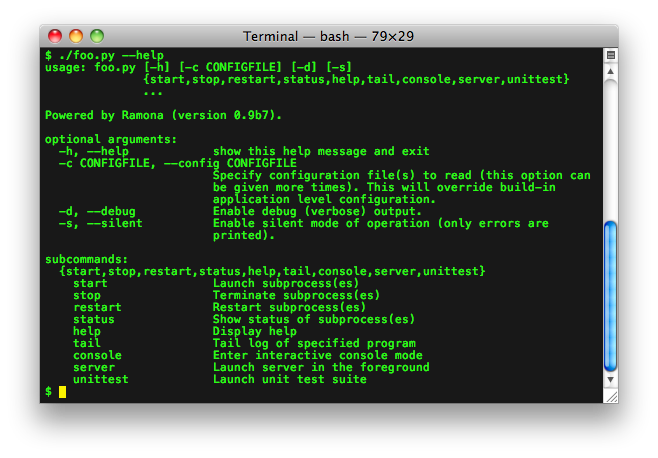 Terminal — bash — 79×29
$ ./foo.py --help
usage: foo.py [-h] [-c CONFIGFILE] [-d] [-s]
              {start,stop,restart,status,help,tail,console,server,unittest}
              ...
Powered by Ramona (version 0.9b7).
optional arguments:
  -h, --help            show this help message and exit
  -c CONFIGFILE, --config CONFIGFILE
                        Specify configuration file(s) to read (this option can
                        be given more times). This will override build-in
                        application level configuration.
  -d, --debug           Enable debug (verbose) output.
  -s, --silent          Enable silent mode of operation (only errors are
                        printed).
subcommands:
  {start,stop,restart,status,help,tail,console,server,unittest}
    start               Launch subprocess(es)
    stop                Terminate subprocess(es)
    restart             Restart subprocess(es)
    status              Show status of subprocess(es)
    help                Display help
    tail                Tail log of specified program
    console             Enter interactive console mode
    server              Launch server in the foreground
    unittest            Launch unit test suite
$